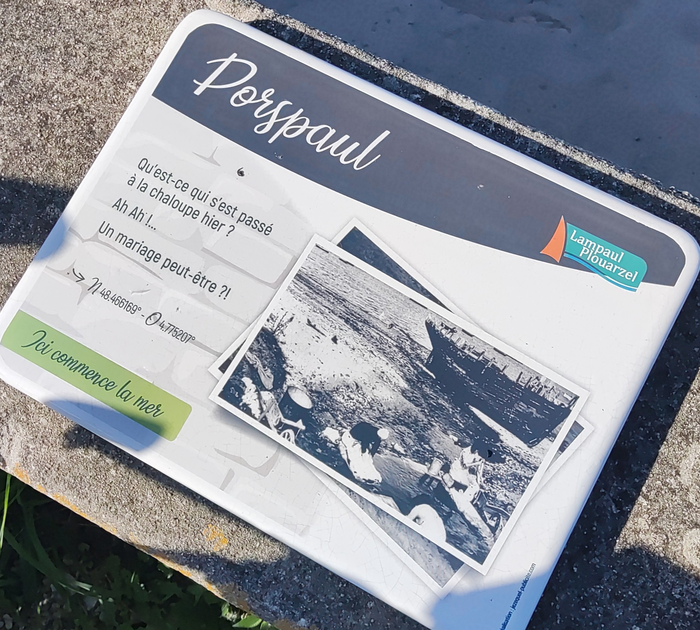 Porspaul
Lampaul
Plouarzel
Qu'est-ce qui s'est passé
à la chaloupe hier ?
Ah Ah !...
Un mariage peut-être ?!
N 48.466169° - O 4.775207°
Ici commence la mer